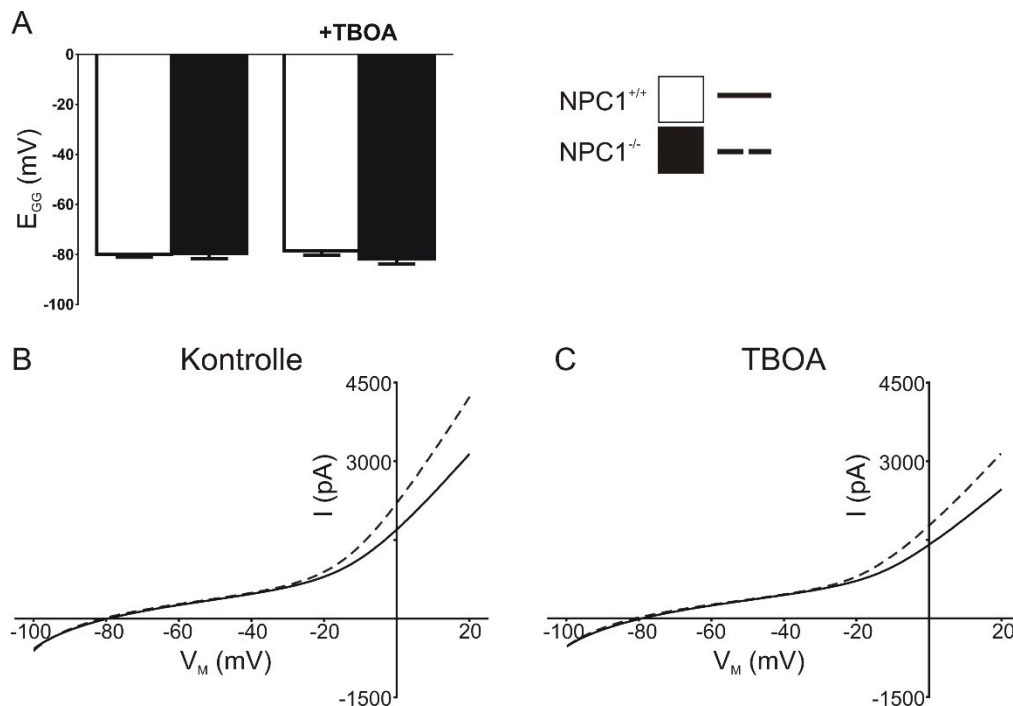 A
+TBOA
0
-20
-40
-60
-80
-100
E_GG (mV)
NPC1^+/+
NPC1^-/-
B
Kontrolle
4500
3000
-1500
I (pA)
-100 -80 -60 -40 -20 20
V_M (mV)
C
TBOA
4500
3000
-1500
I (pA)
-100 -80 -60 -40 -20 20
V_M (mV)